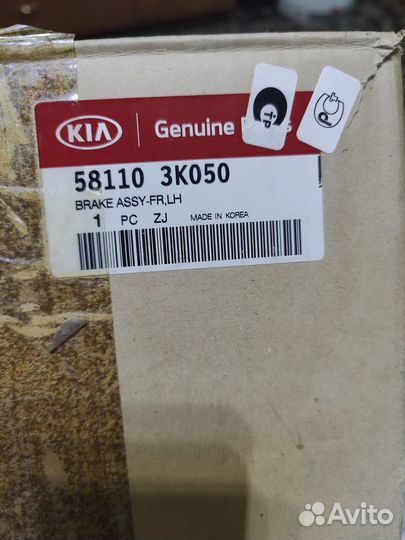 KIA Genuine Parts
58110 3K050
BRAKE ASSY-FR,LH
1 PC ZJ MADE IN KOREA
Avito